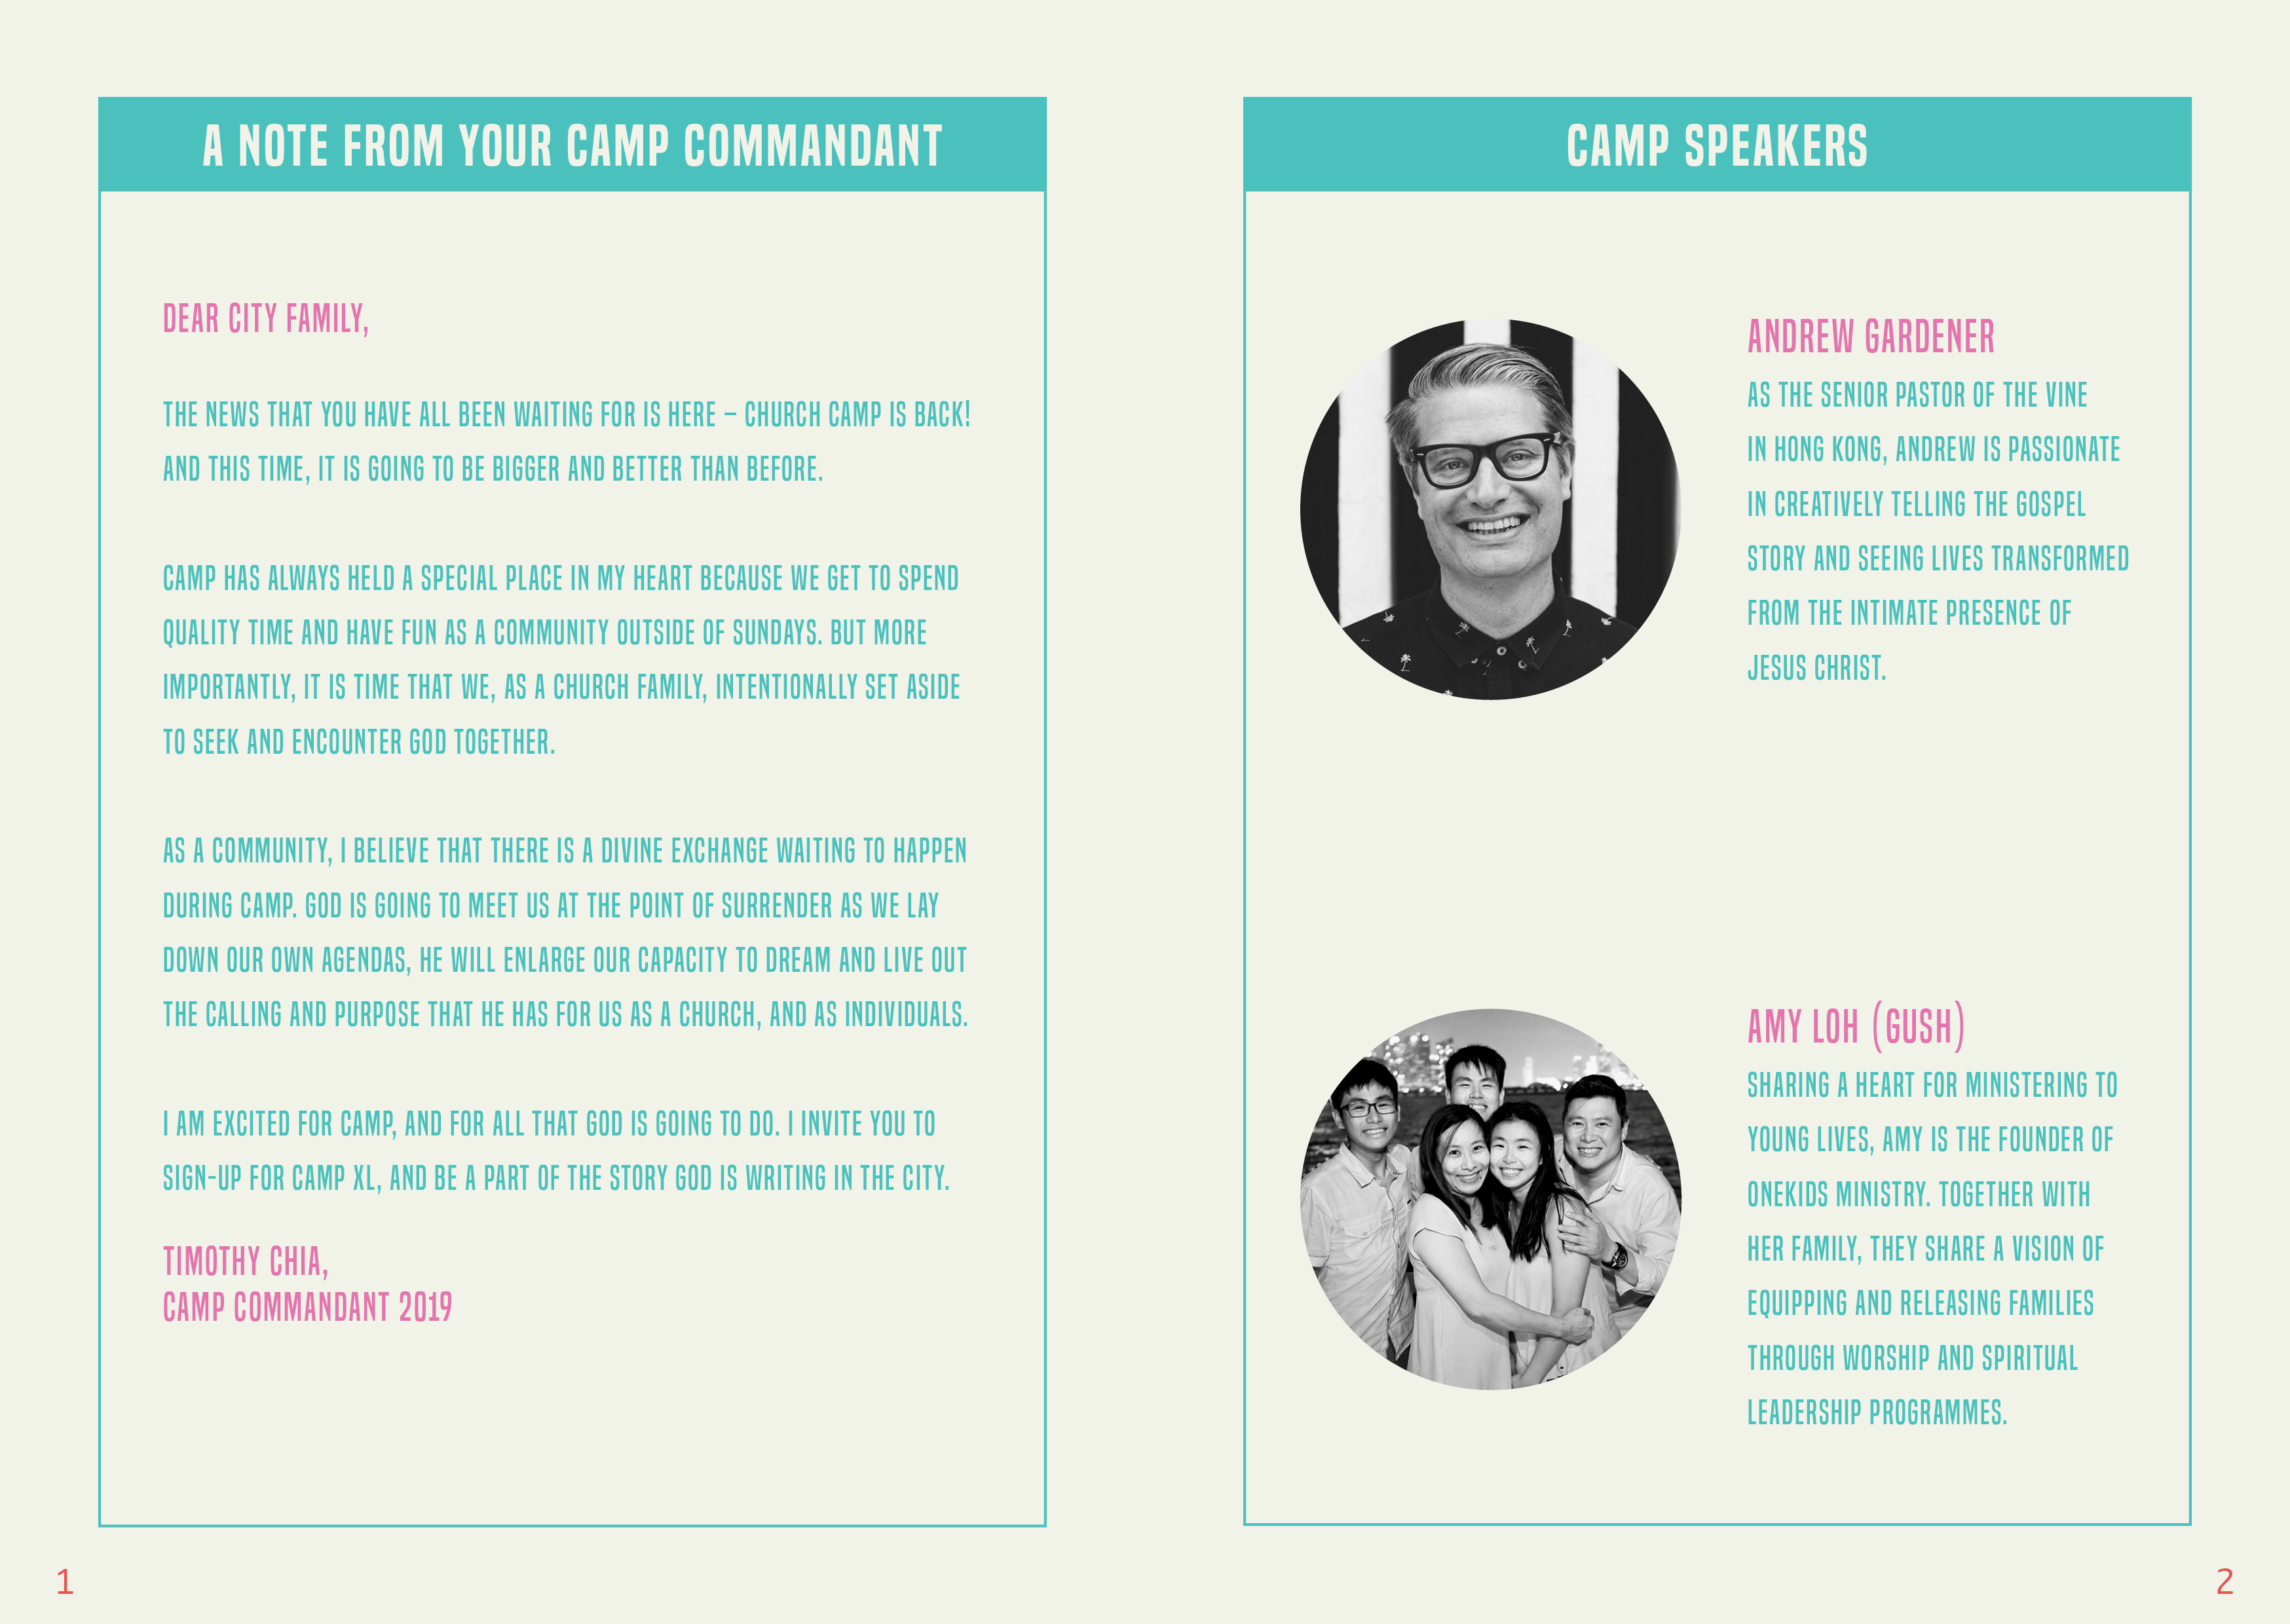 A NOTE FROM YOUR CAMP COMMANDANT
DEAR CITY FAMILY,
THE NEWS THAT YOU HAVE ALL BEEN WAITING FOR IS HERE – CHURCH CAMP IS BACK!
AND THIS TIME, IT IS GOING TO BE BIGGER AND BETTER THAN BEFORE.
CAMP HAS ALWAYS HELD A SPECIAL PLACE IN MY HEART BECAUSE WE GET TO SPEND
QUALITY TIME AND HAVE FUN AS A COMMUNITY OUTSIDE OF SUNDAYS. BUT MORE
IMPORTANTLY, IT IS TIME THAT WE, AS A CHURCH FAMILY, INTENTIONALLY SET ASIDE
TO SEEK AND ENCOUNTER GOD TOGETHER.
AS A COMMUNITY, I BELIEVE THAT THERE IS A DIVINE EXCHANGE WAITING TO HAPPEN
DURING CAMP. GOD IS GOING TO MEET US AT THE POINT OF SURRENDER AS WE LAY
DOWN OUR OWN AGENDAS, HE WILL ENLARGE OUR CAPACITY TO DREAM AND LIVE OUT
THE CALLING AND PURPOSE THAT HE HAS FOR US AS A CHURCH, AND AS INDIVIDUALS.
I AM EXCITED FOR CAMP, AND FOR ALL THAT GOD IS GOING TO DO. I INVITE YOU TO
SIGN-UP FOR CAMP XL, AND BE A PART OF THE STORY GOD IS WRITING IN THE CITY.
TIMOTHY CHIA,
CAMP COMMANDANT 2019
1
CAMP SPEAKERS
ANDREW GARDENER
AS THE SENIOR PASTOR OF THE VINE
IN HONG KONG, ANDREW IS PASSIONATE
IN CREATIVELY TELLING THE GOSPEL
STORY AND SEEING LIVES TRANSFORMED
FROM THE INTIMATE PRESENCE OF
JESUS CHRIST.
AMY LOH (GUSH)
SHARING A HEART FOR MINISTERING TO
YOUNG LIVES, AMY IS THE FOUNDER OF
ONEKIDS MINISTRY. TOGETHER WITH
HER FAMILY, THEY SHARE A VISION OF
EQUIPPING AND RELEASING FAMILIES
THROUGH WORSHIP AND SPIRITUAL
LEADERSHIP PROGRAMMES.
2